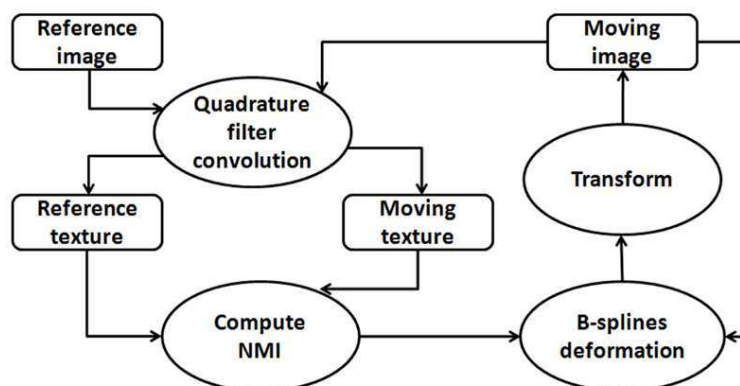 Reference
image
Moving
image
Quadrature
filter
convolution
Transform
Reference
texture
Moving
texture
Compute
NMI
B-splines
deformation